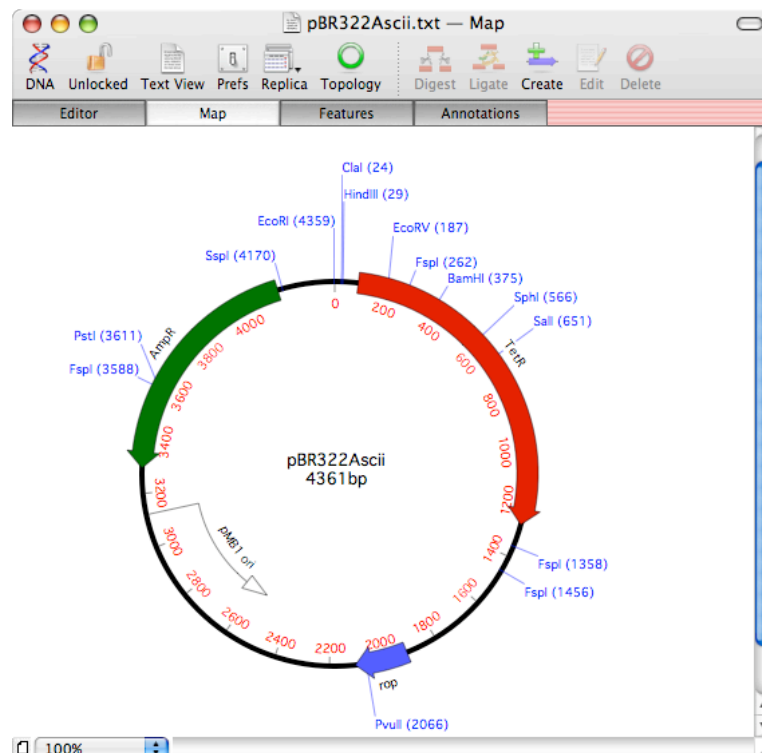 pBR322Ascii.txt — Map
DNA Unlocked Text View Prefs Replica Topology Digest Ligate Create Edit Delete
Editor Map Features Annotations
ClaI (24)
HindIII (29)
EcoRI (4359)
EcoRV (187)
SspI (4170)
FspI (262)
BamHI (375)
SphI (566)
SalI (651)
PstI (3611)
FspI (3588)
AmpR
TetR
0
200
400
600
800
1000
1200
1400
1600
1800
2000
2200
2400
2600
2800
3000
3200
3400
3600
3800
4000
pBR322Ascii
4361bp
pMB1 ori
FspI (1358)
FspI (1456)
rop
PvuII (2066)
100%